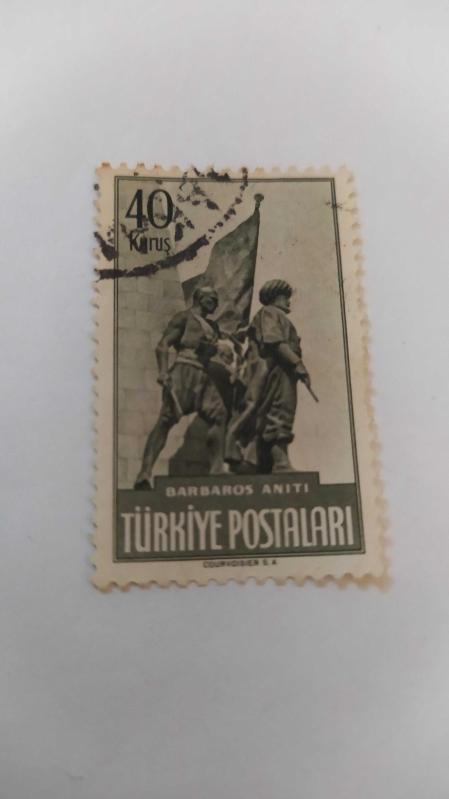 40
Kuruş
BARBAROS ANITI
TÜRKİYE POSTALARI
COURVOISIER S.A